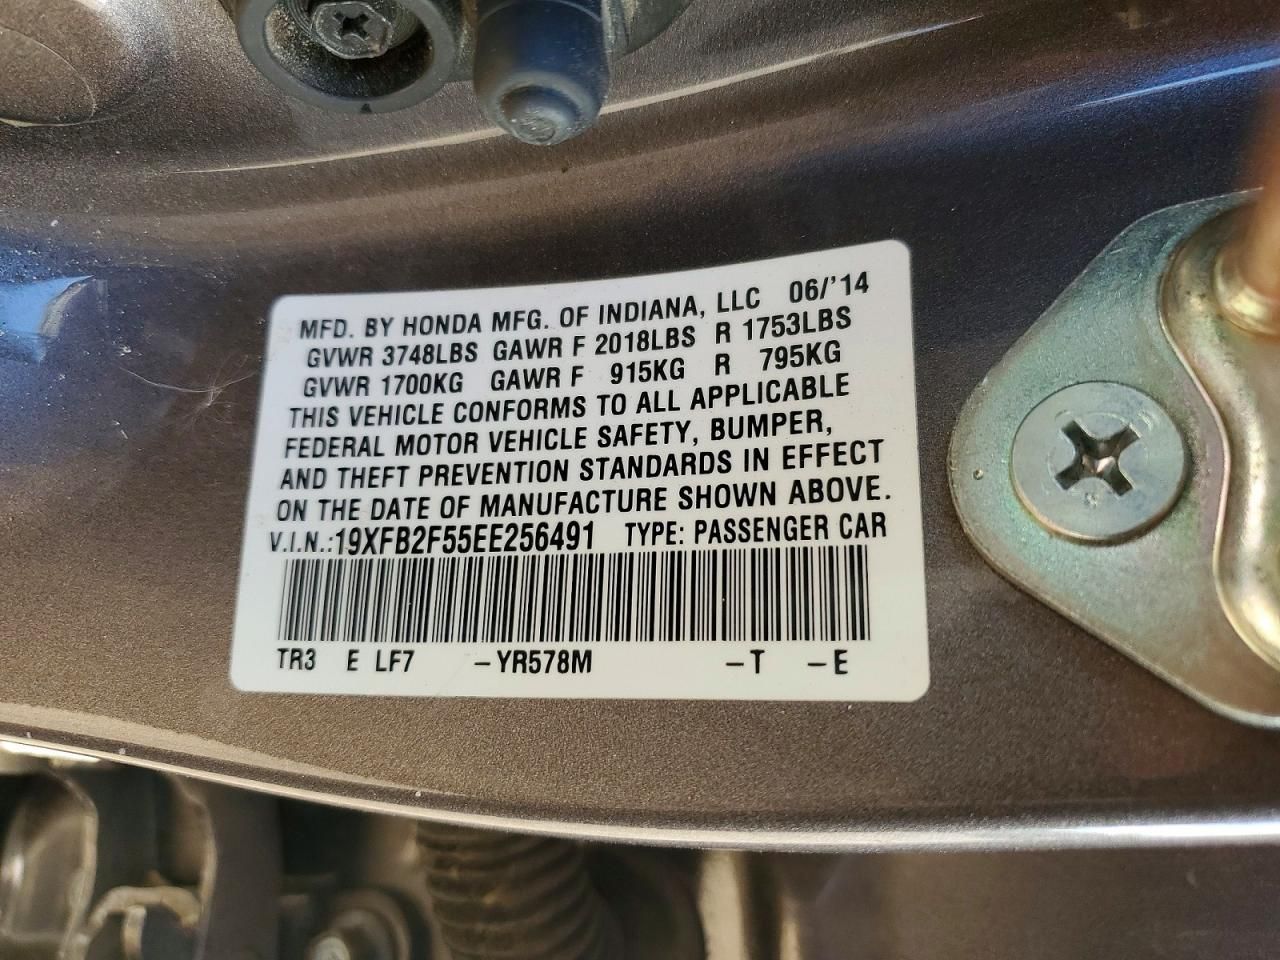 MFD. BY HONDA MFG. OF INDIANA, LLC 06/'14
GVWR 3748LBS GAWR F 2018LBS R 1753LBS
GVWR 1700KG GAWR F 915KG R 795KG
THIS VEHICLE CONFORMS TO ALL APPLICABLE
FEDERAL MOTOR VEHICLE SAFETY, BUMPER,
AND THEFT PREVENTION STANDARDS IN EFFECT
ON THE DATE OF MANUFACTURE SHOWN ABOVE.
V.I.N.:19XFB2F55EE256491 TYPE: PASSENGER CAR
TR3 E LF7 -YR578M -T -E